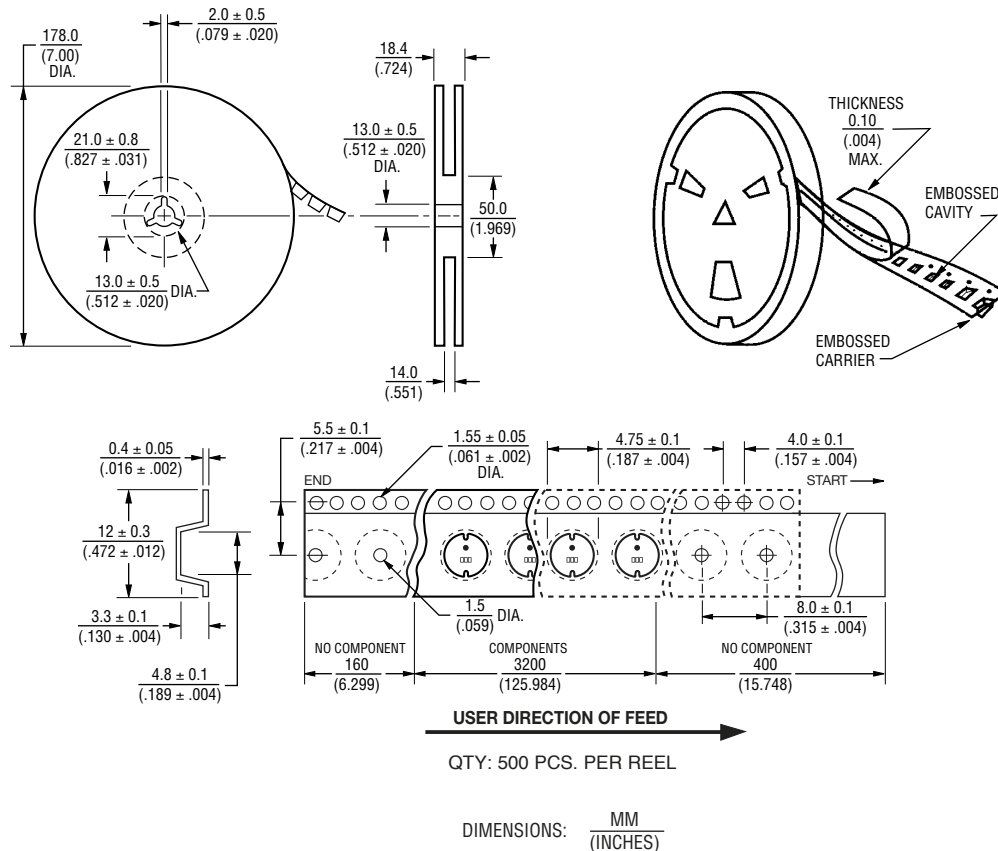 2.0 ± 0.5
(.079 ± .020)
178.0
(7.00)
DIA.
21.0 ± 0.8
(.827 ± .031)
13.0 ± 0.5
(.512 ± .020)
DIA.
18.4
(.724)
13.0 ± 0.5
(.512 ± .020)
DIA.
50.0
(1.969)
14.0
(.551)
THICKNESS
0.10
(.004)
MAX.
EMBOSSED
CAVITY
EMBOSSED
CARRIER
0.4 ± 0.05
(.016 ± .002)
12 ± 0.3
(.472 ± .012)
3.3 ± 0.1
(.130 ± .004)
4.8 ± 0.1
(.189 ± .004)
5.5 ± 0.1
(.217 ± .004)
1.55 ± 0.05
(.061 ± .002)
DIA.
4.75 ± 0.1
(.187 ± .004)
4.0 ± 0.1
(.157 ± .004)
END
START
1.5
(.059)
DIA.
8.0 ± 0.1
(.315 ± .004)
NO COMPONENT
160
(6.299)
COMPONENTS
3200
(125.984)
NO COMPONENT
400
(15.748)
USER DIRECTION OF FEED
QTY: 500 PCS. PER REEL
DIMENSIONS:
MM
(INCHES)